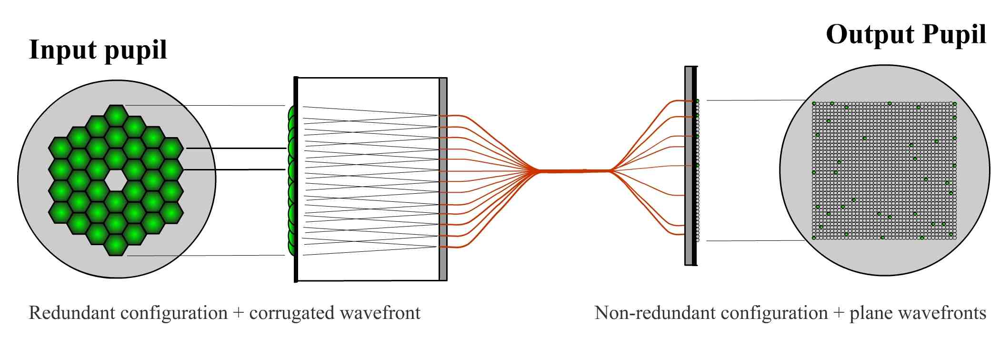 Input pupil
Output Pupil
Redundant configuration + corrugated wavefront
Non-redundant configuration + plane wavefronts